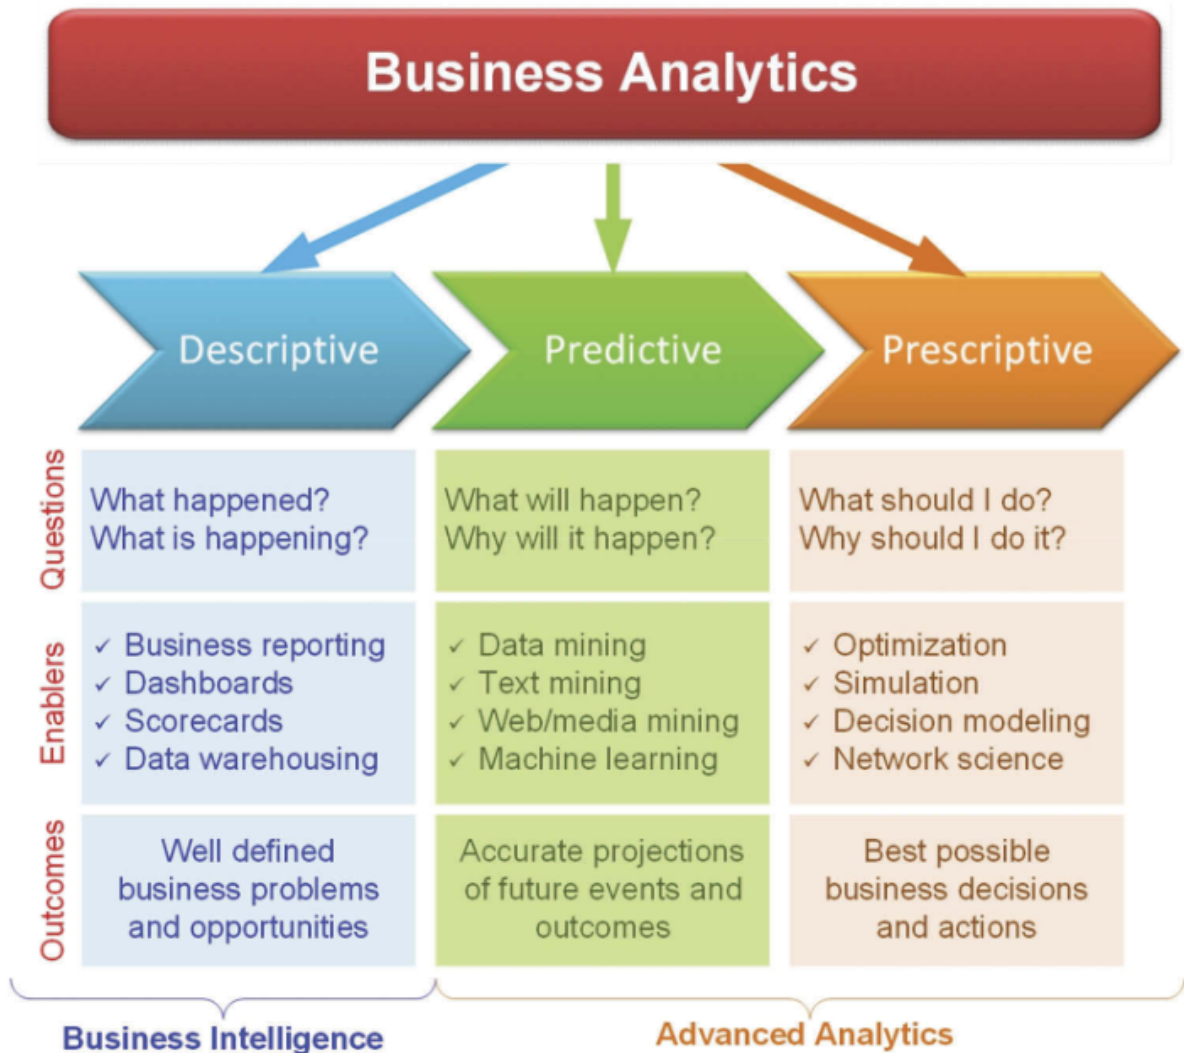 Business Analytics
Descriptive
Predictive
Prescriptive
Questions
What happened?
What is happening?
What will happen?
Why will it happen?
What should I do?
Why should I do it?
Enablers
✓ Business reporting
✓ Dashboards
✓ Scorecards
✓ Data warehousing
✓ Data mining
✓ Text mining
✓ Web/media mining
✓ Machine learning
✓ Optimization
✓ Simulation
✓ Decision modeling
✓ Network science
Outcomes
Well defined
business problems
and opportunities
Accurate projections
of future events and
outcomes
Best possible
business decisions
and actions
Business Intelligence
Advanced Analytics